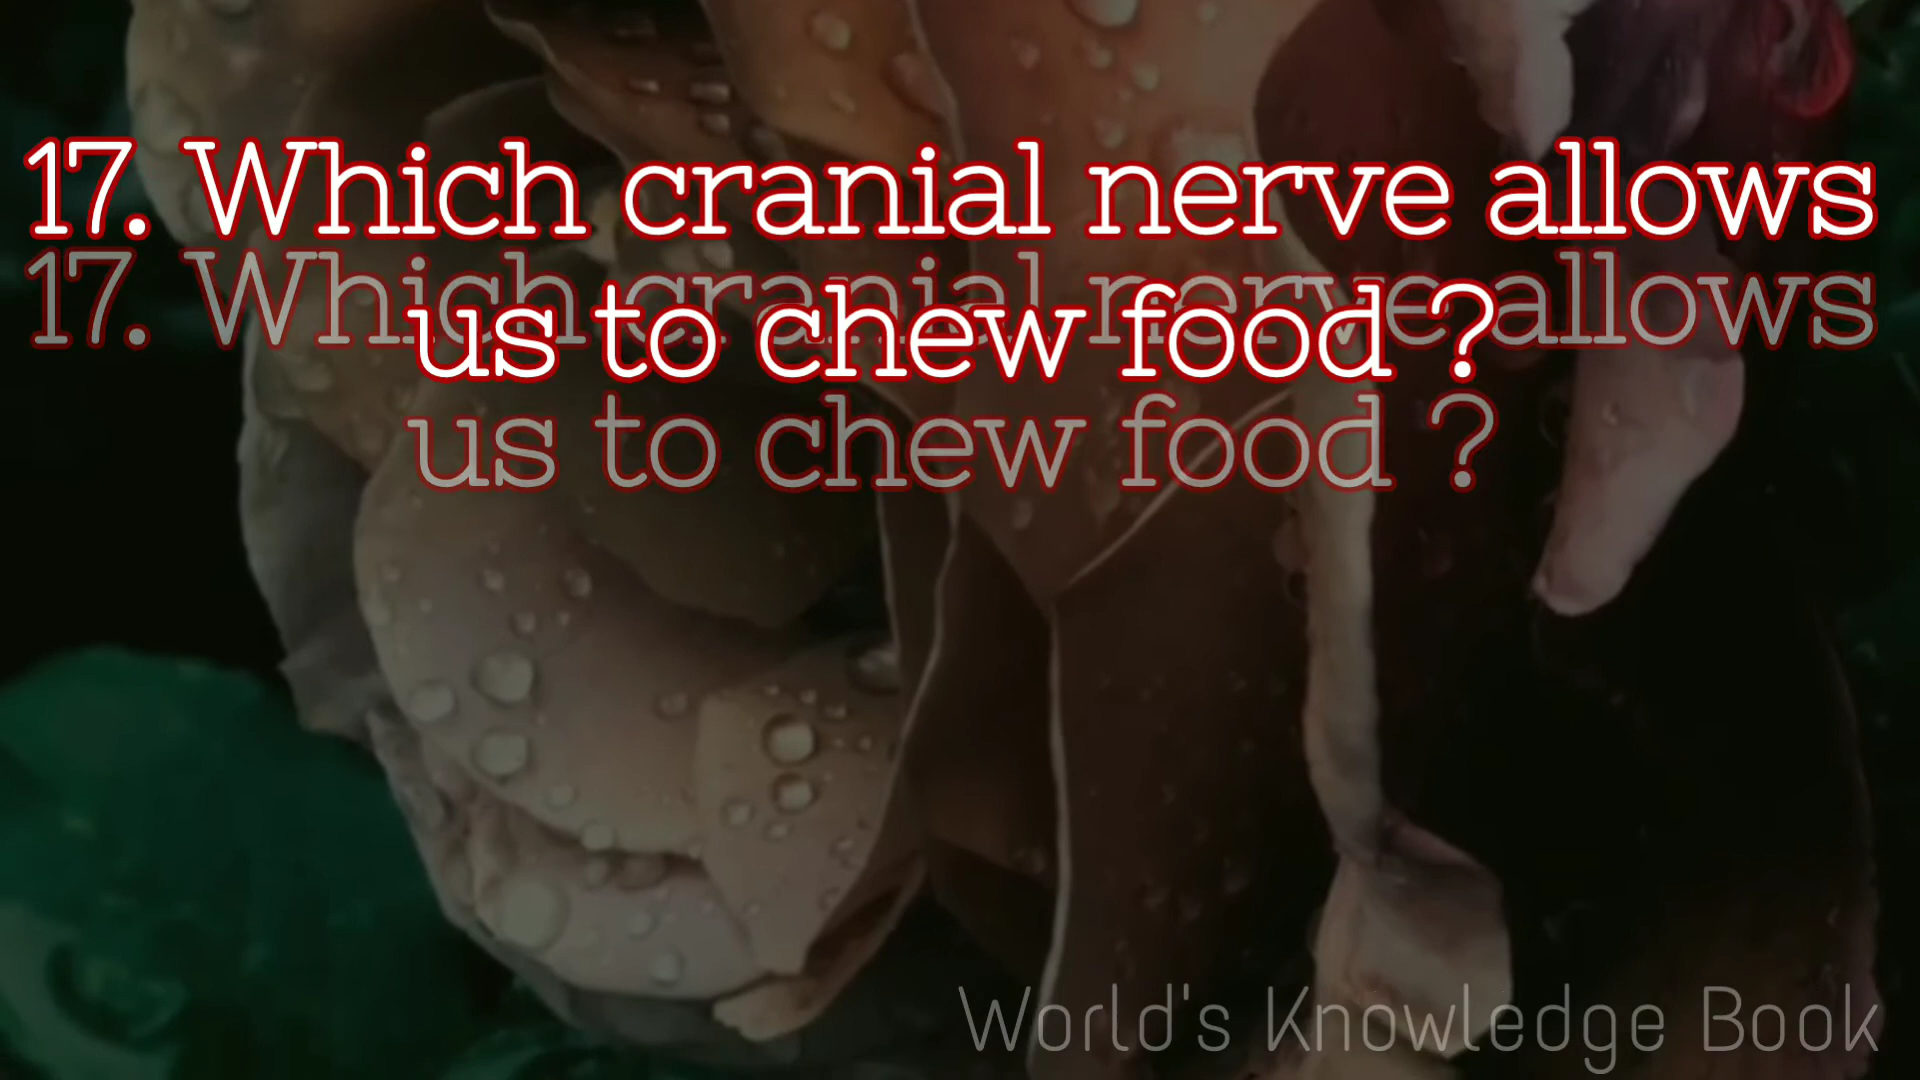 17. Which cranial nerve allows
17. Which cranial nerve allows
us to chew food ?
us to chew food ?
World's Knowledge Book